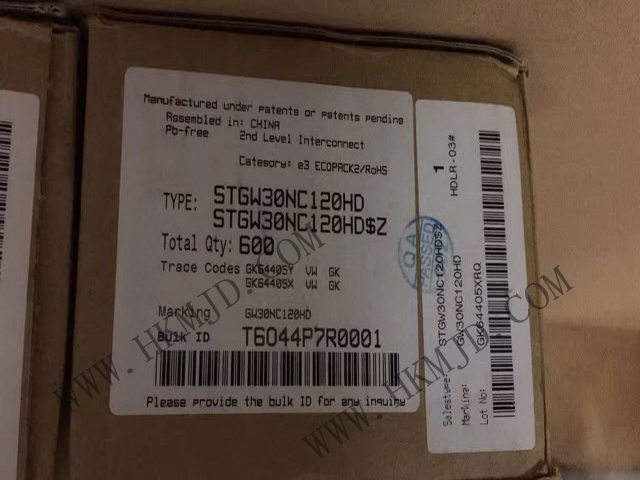 Manufactured under patents or patents pending
Assembled in: CHINA
Pb-free 2nd Level Interconnect
Category: e3 ECOPACK2/RoHS
TYPE: STGW30NC120HD
STGW30NC120HD$Z
Total Qty: 600
Trace Codes GK64405Y VW GK
GK64405X VW GK
Marking GW30NC120HD
Bulk ID T6O44P7R0001
Please provide the bulk ID for any inquiry
QA
PASSED
1
HDLR-03#
Salestype: STGW30NC120HD$Z
Marking: GW30NC120HD
Lot No: GK64405XRQ
WWW.HKMJD.COM
WWW.HKMJD.COM